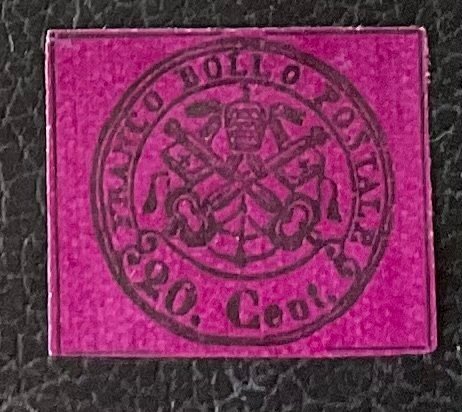 FRANCO BOLLO POSTALE
20. Cent.